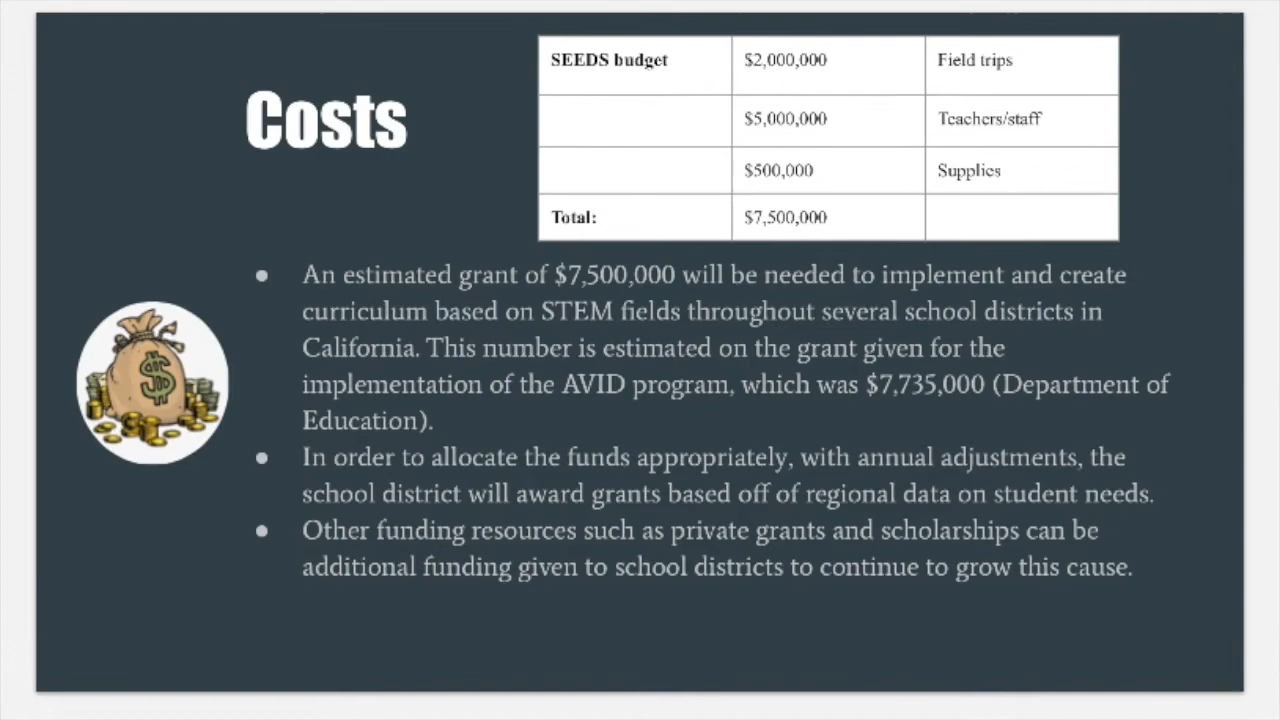 Costs
SEEDS budget $2,000,000 Field trips
$5,000,000 Teachers/staff
$500,000 Supplies
Total: $7,500,000
● An estimated grant of $7,500,000 will be needed to implement and create
curriculum based on STEM fields throughout several school districts in
California. This number is estimated on the grant given for the
implementation of the AVID program, which was $7,735,000 (Department of
Education).
● In order to allocate the funds appropriately, with annual adjustments, the
school district will award grants based off of regional data on student needs.
● Other funding resources such as private grants and scholarships can be
additional funding given to school districts to continue to grow this cause.
$